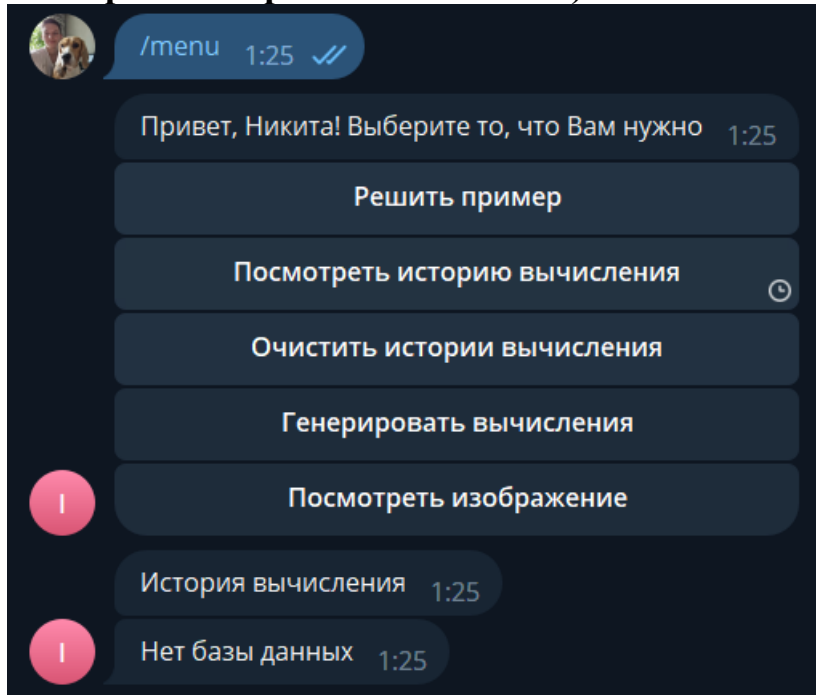 /menu 1:25
Привет, Никита! Выберите то, что Вам нужно 1:25
Решить пример
Посмотреть историю вычисления
Очистить истории вычисления
Генерировать вычисления
I Посмотреть изображение
История вычисления 1:25
I Нет базы данных 1:25